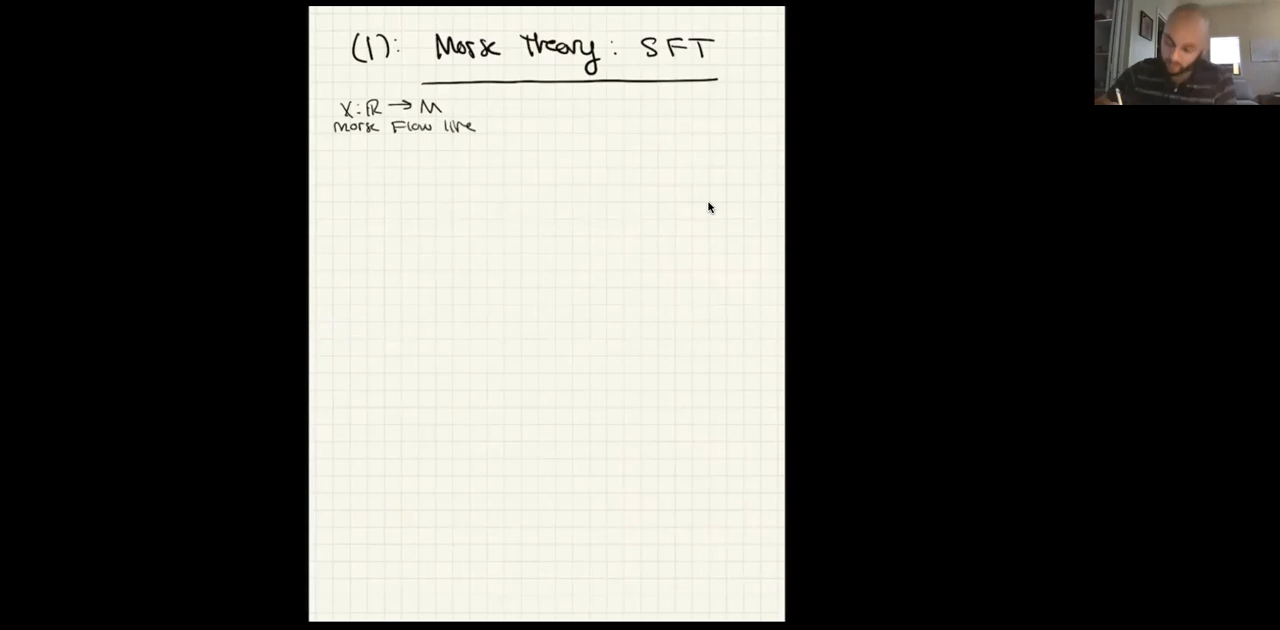 (1): Morse Theory: SFT
X: ℝ → M
Morse Flow line